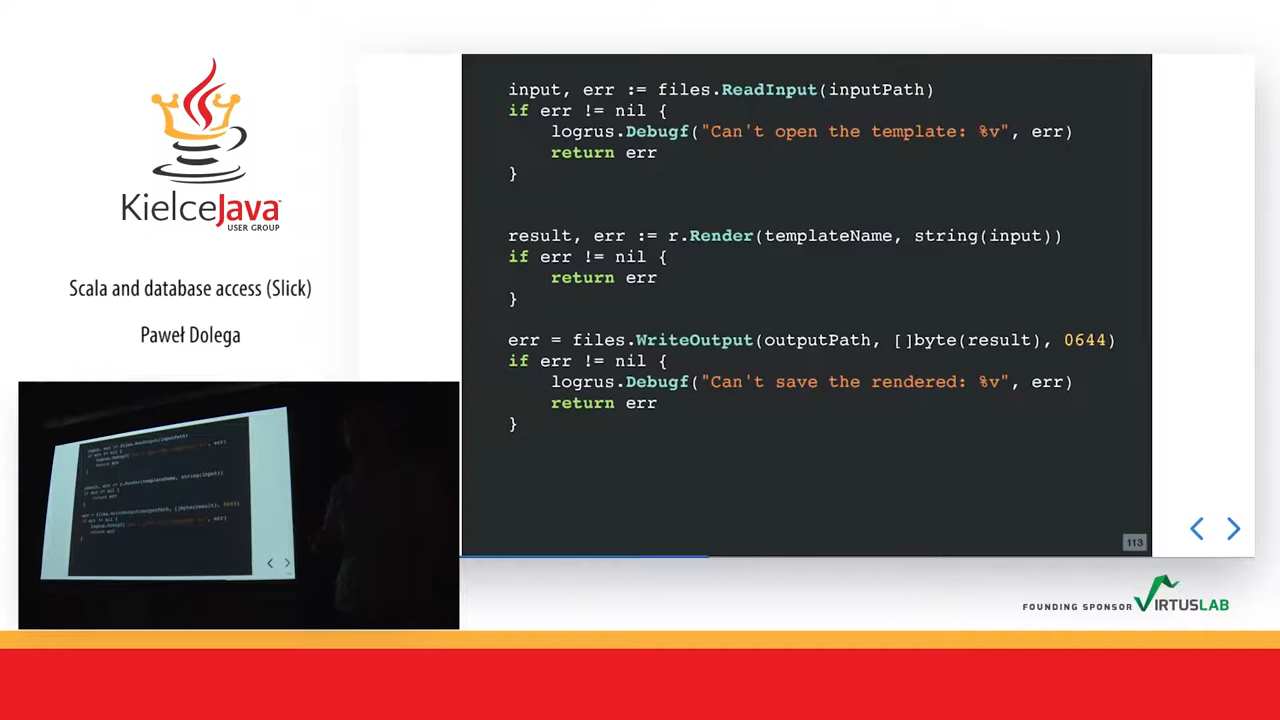 KielceJava
USER GROUP
Scala and database access (Slick)
Paweł Dolega
input, err := files.ReadInput(inputPath)
if err != nil {
    logrus.Debugf("Can't open the template: %v", err)
    return err
}
result, err := r.Render(templateName, string(input))
if err != nil {
    return err
}
err = files.WriteOutput(outputPath, []byte(result), 0644)
if err != nil {
    logrus.Debugf("Can't save the rendered: %v", err)
    return err
}
113
FOUNDING SPONSOR VIRTUSLAB